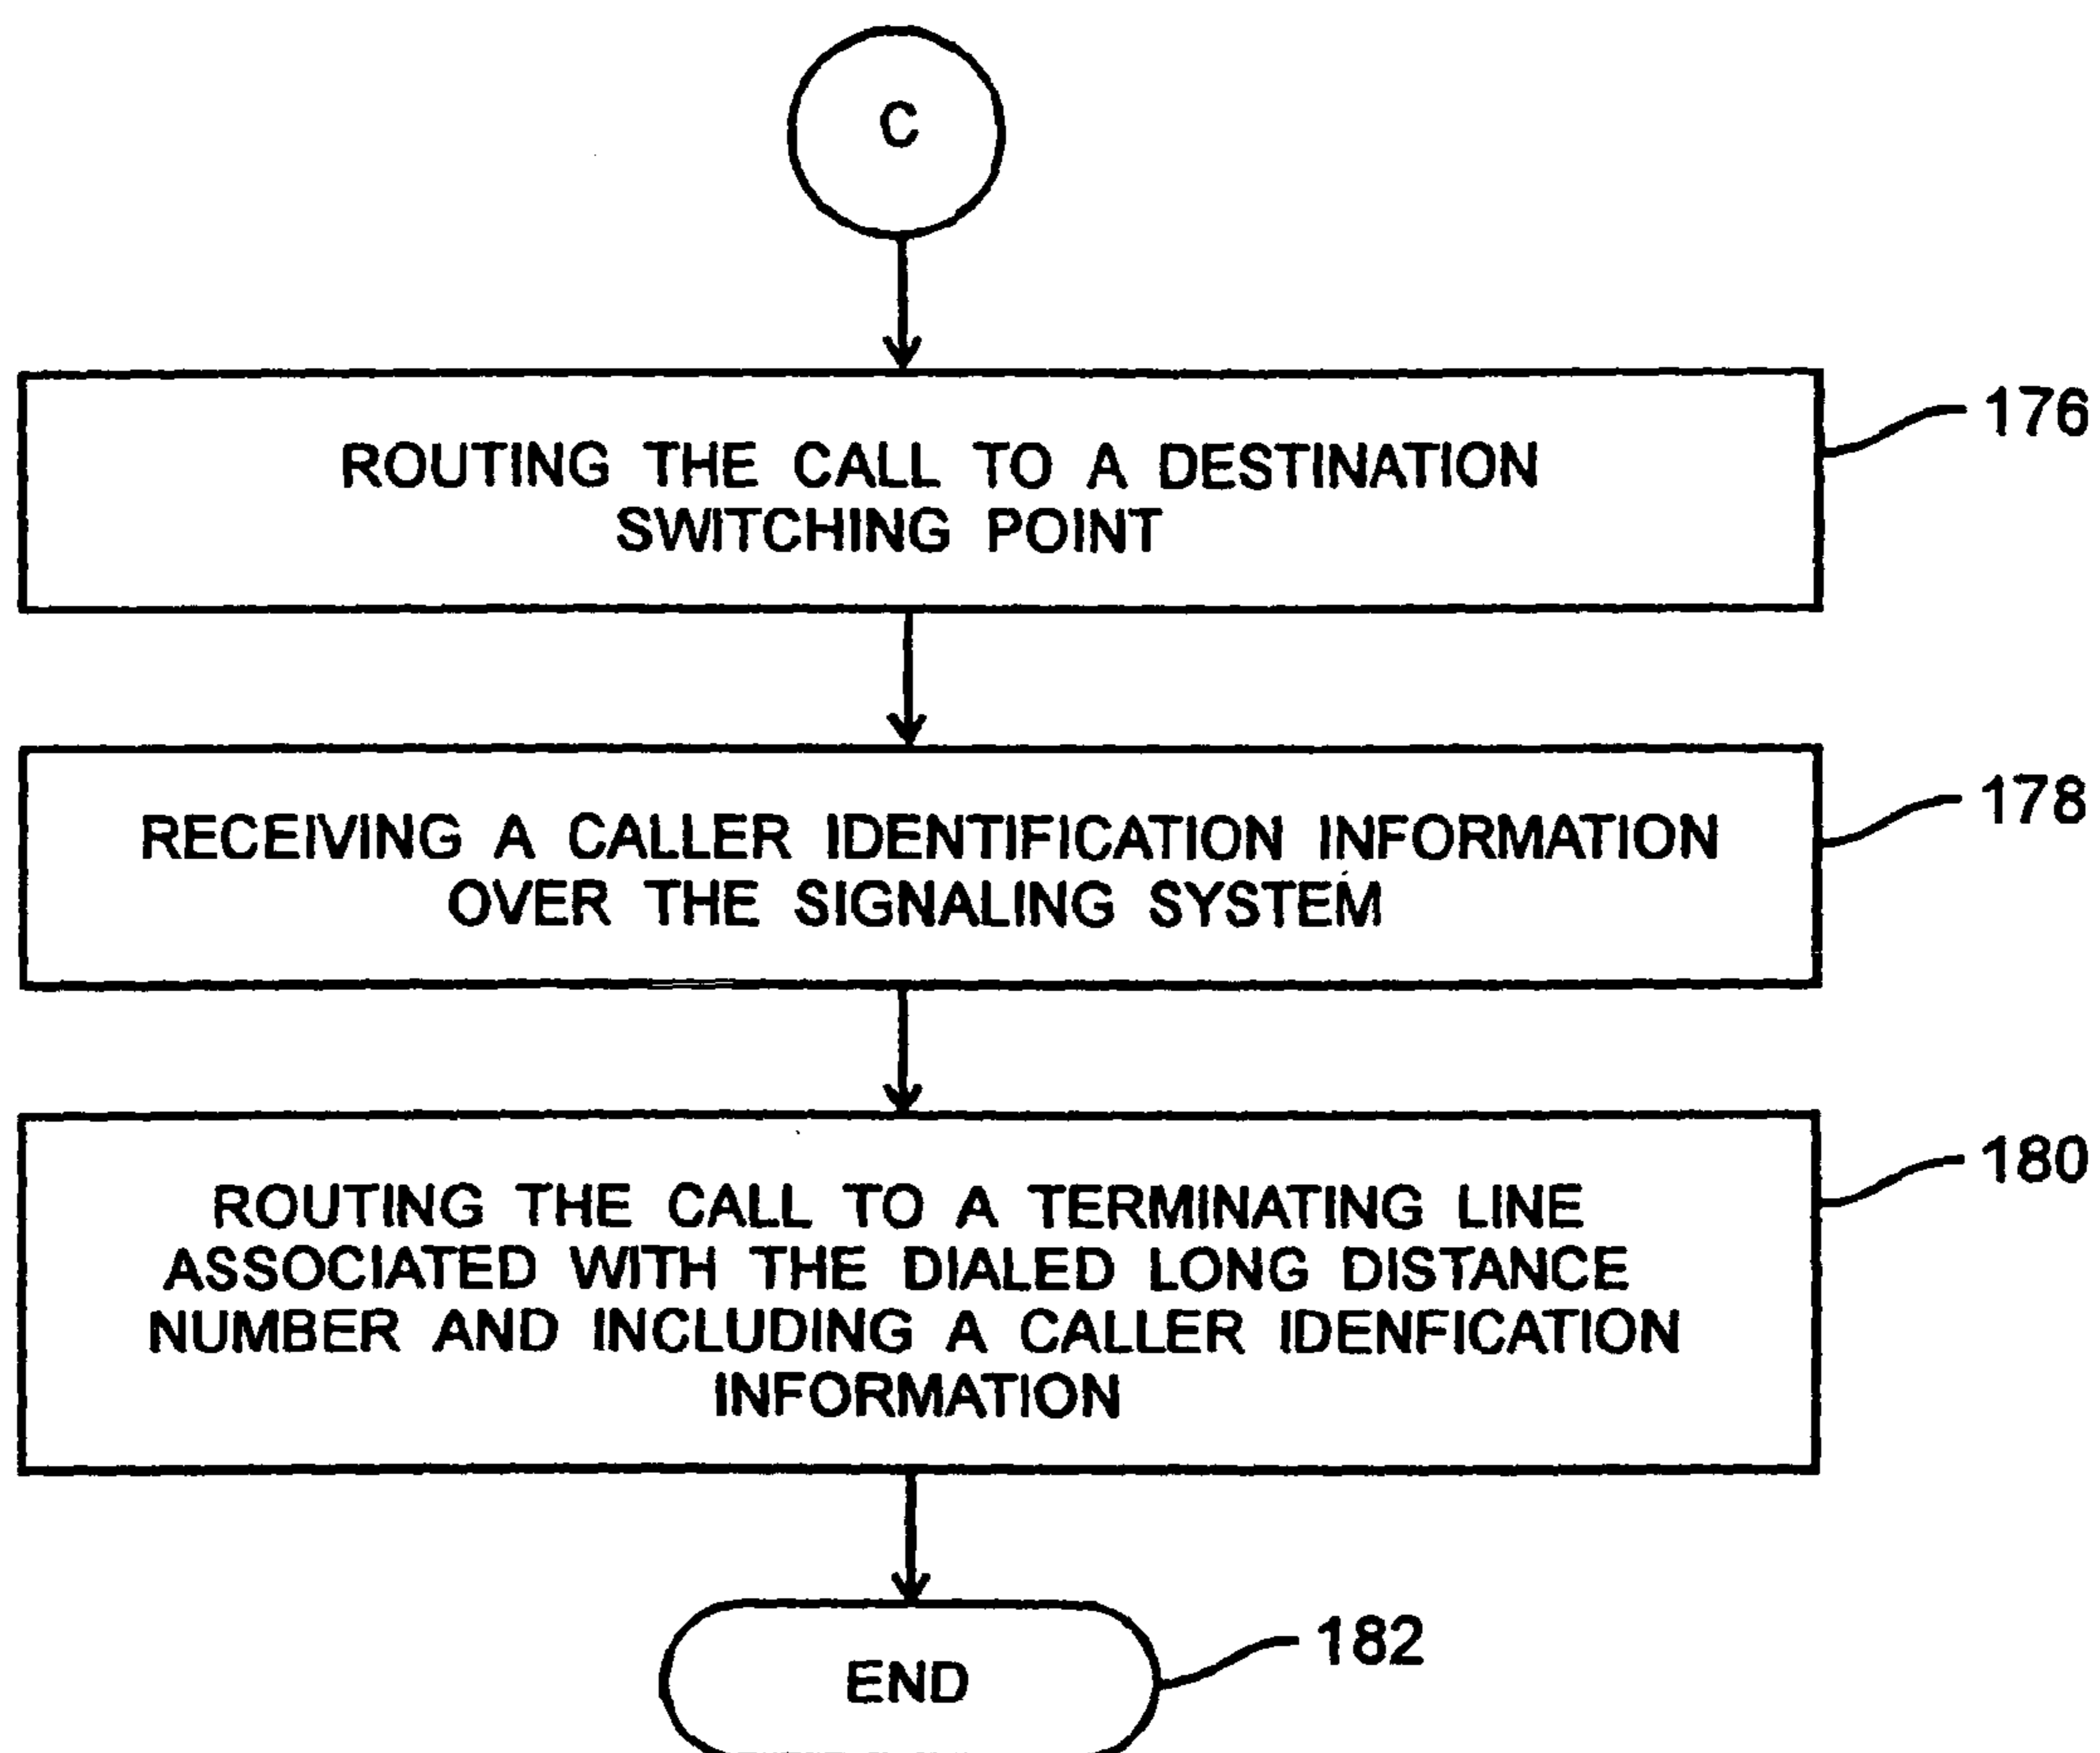 C
176
ROUTING THE CALL TO A DESTINATION
SWITCHING POINT
178
RECEIVING A CALLER IDENTIFICATION INFORMATION
OVER THE SIGNALING SYSTEM
180
ROUTING THE CALL TO A TERMINATING LINE
ASSOCIATED WITH THE DIALED LONG DISTANCE
NUMBER AND INCLUDING A CALLER IDENFICATION
INFORMATION
182
END